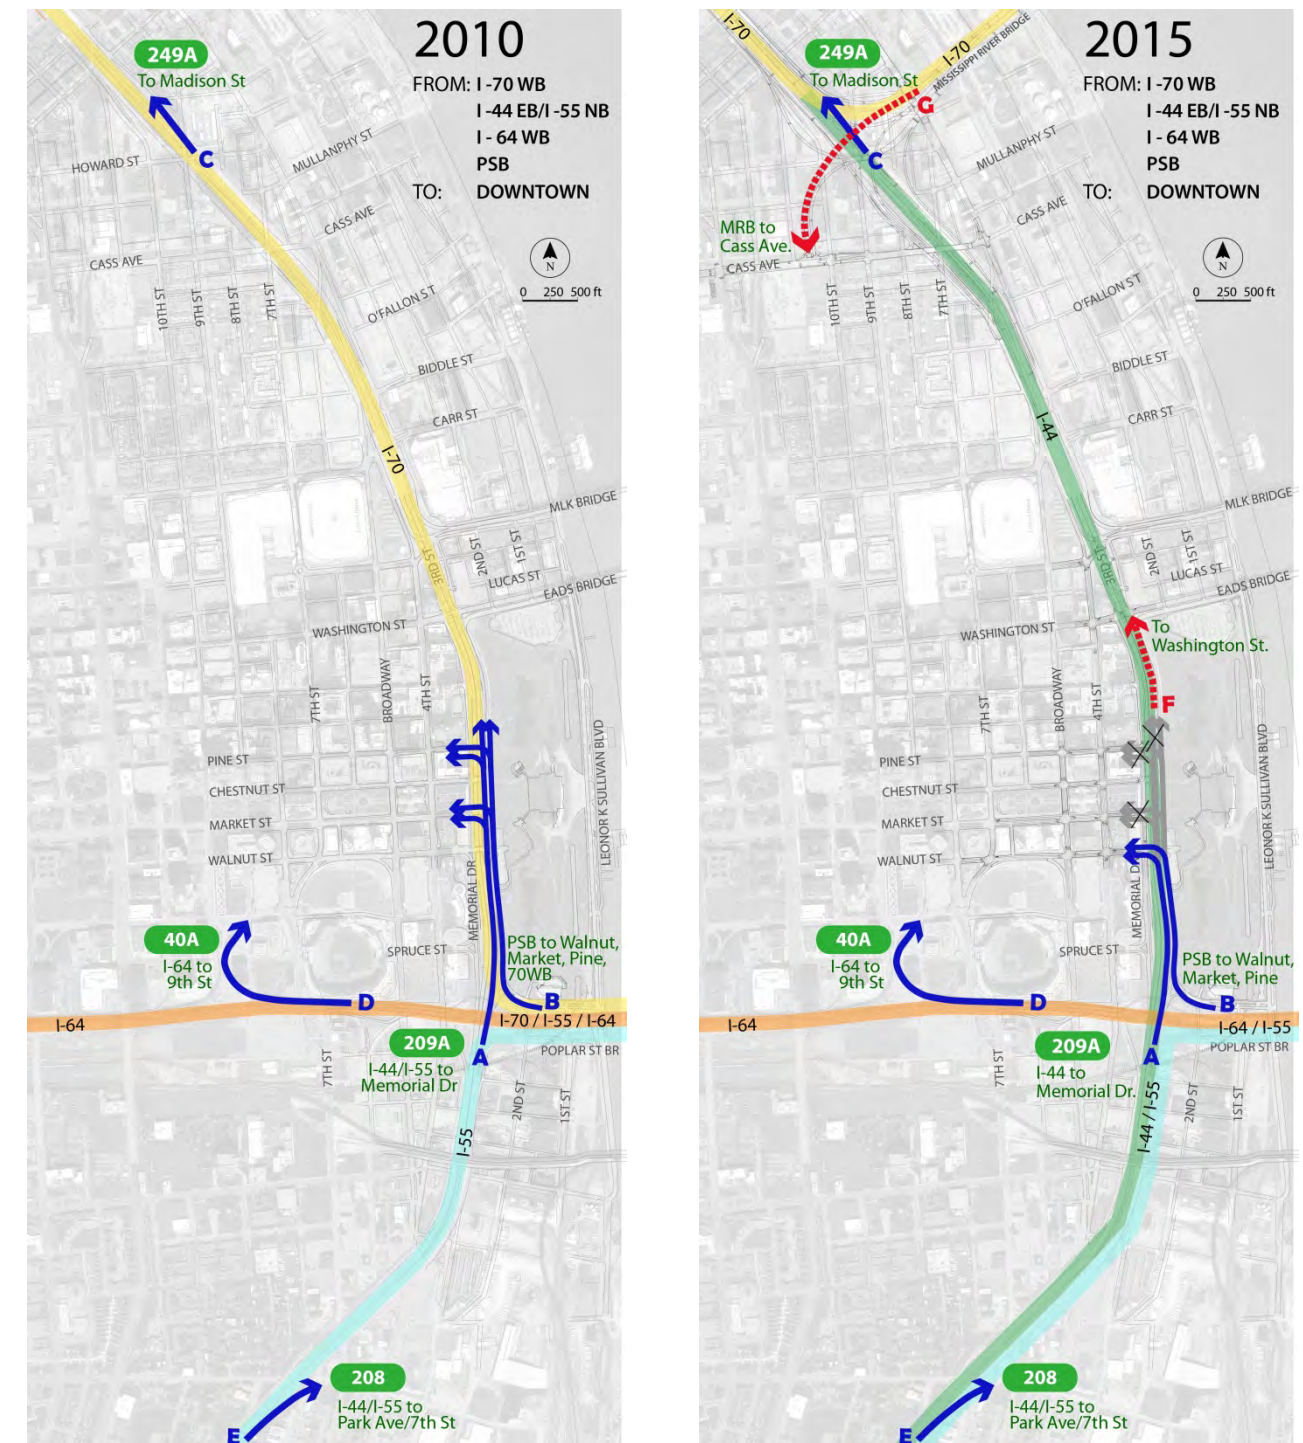 2010
FROM: I -70 WB
I -44 EB/I -55 NB
I - 64 WB
PSB
TO: DOWNTOWN
N
0 250 500 ft
249A
To Madison St
C
HOWARD ST
MULLANPHY ST
CASS AVE
CASS AVE
10TH ST
9TH ST
8TH ST
7TH ST
O'FALLON ST
BIDDLE ST
CARR ST
I-70
MLK BRIDGE
3RD ST
2ND ST
1ST ST
LUCAS ST
EADS BRIDGE
WASHINGTON ST
7TH ST
BROADWAY
4TH ST
PINE ST
CHESTNUT ST
MARKET ST
WALNUT ST
LEONOR K SULLIVAN BLVD
MEMORIAL DR
SPRUCE ST
40A
I-64 to
9th St
D
PSB to Walnut,
Market, Pine,
70WB
B
I-64
I-70 / I-55 / I-64
209A
I-44/I-55 to
Memorial Dr
A
POPLAR ST BR
7TH ST
2ND ST
1ST ST
I-55
208
I-44/I-55 to
Park Ave/7th St
E
2015
FROM: I -70 WB
I -44 EB/I -55 NB
I - 64 WB
PSB
TO: DOWNTOWN
N
0 250 500 ft
I-70
I-70
MISSISSIPPI RIVER BRIDGE
249A
To Madison St
G
C
MULLANPHY ST
CASS AVE
MRB to
Cass Ave.
CASS AVE
10TH ST
9TH ST
8TH ST
7TH ST
O'FALLON ST
BIDDLE ST
CARR ST
I-44
MLK BRIDGE
3RD ST
2ND ST
1ST ST
LUCAS ST
EADS BRIDGE
WASHINGTON ST
To
Washington St.
F
7TH ST
BROADWAY
4TH ST
PINE ST
CHESTNUT ST
MARKET ST
WALNUT ST
LEONOR K SULLIVAN BLVD
MEMORIAL DR
SPRUCE ST
40A
I-64 to
9th St
D
PSB to Walnut,
Market, Pine
B
I-64
I-64 / I-55
209A
I-44 to
Memorial Dr.
A
POPLAR ST BR
7TH ST
2ND ST
1ST ST
I-44 / I-55
208
I-44/I-55 to
Park Ave/7th St
E